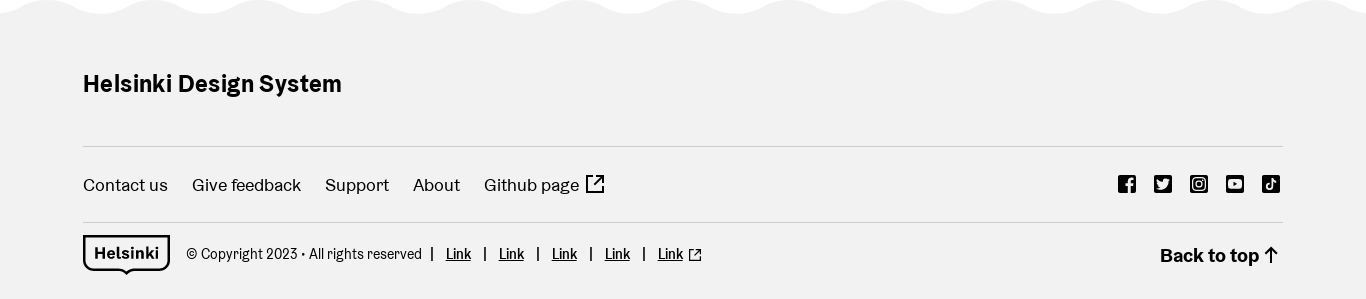 Helsinki Design System
Contact us Give feedback Support About Github page
Helsinki © Copyright 2023 • All rights reserved | Link | Link | Link | Link | Link Back to top